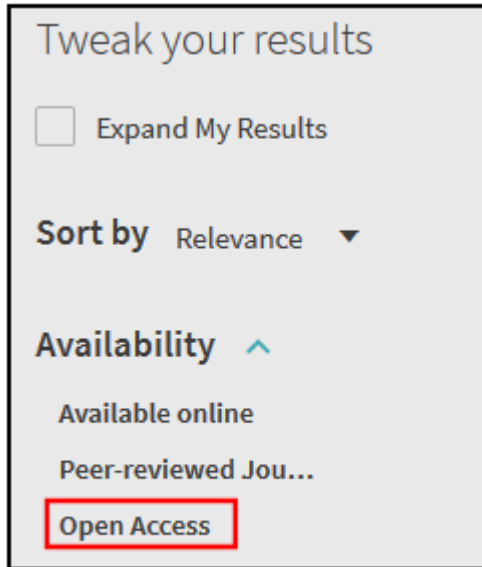 Tweak your results
Expand My Results
Sort by Relevance
Availability
Available online
Peer-reviewed Jou...
Open Access